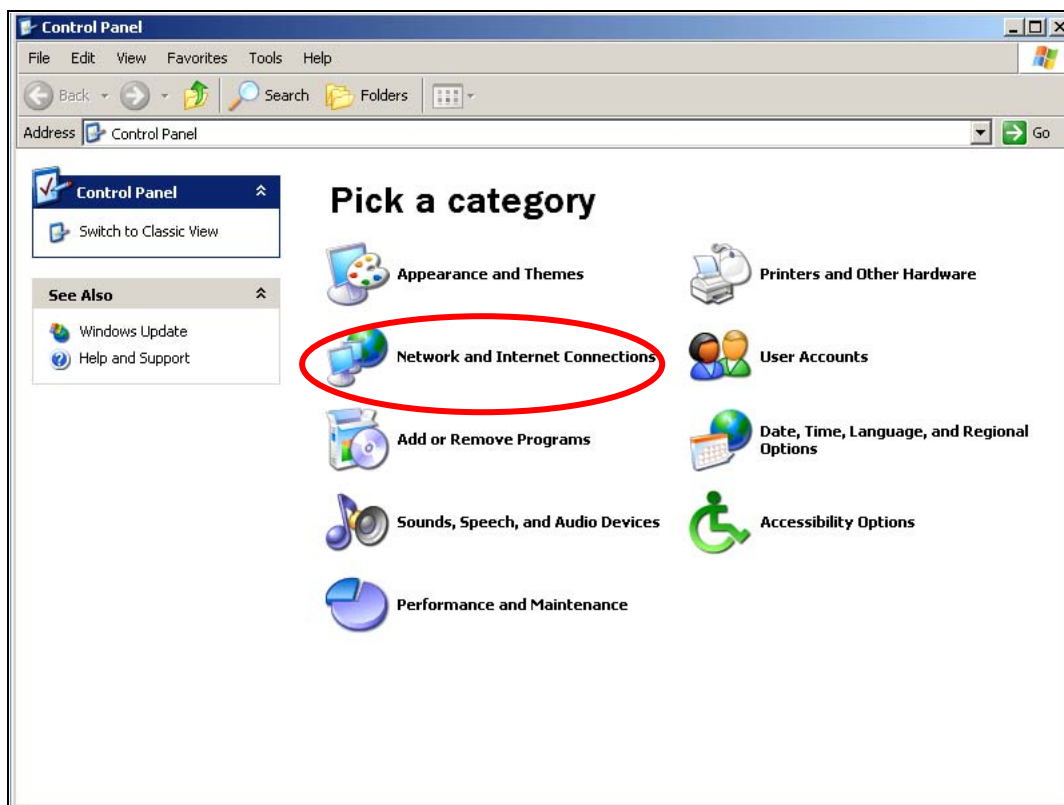 Control Panel
File Edit View Favorites Tools Help
Back Search Folders
Address Control Panel Go
Control Panel
Switch to Classic View
See Also
Windows Update
Help and Support
Pick a category
Appearance and Themes
Printers and Other Hardware
Network and Internet Connections
User Accounts
Add or Remove Programs
Date, Time, Language, and Regional
Options
Sounds, Speech, and Audio Devices
Accessibility Options
Performance and Maintenance